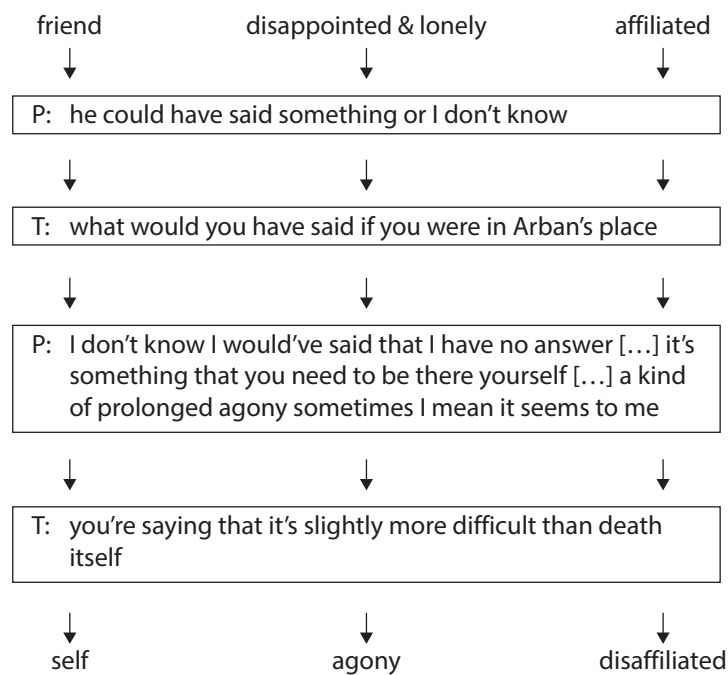 friend disappointed & lonely affiliated
P: he could have said something or I don’t know
T: what would you have said if you were in Arban’s place
P: I don’t know I would’ve said that I have no answer […] it’s
something that you need to be there yourself […] a kind
of prolonged agony sometimes I mean it seems to me
T: you’re saying that it’s slightly more difficult than death
itself
self agony disaffiliated